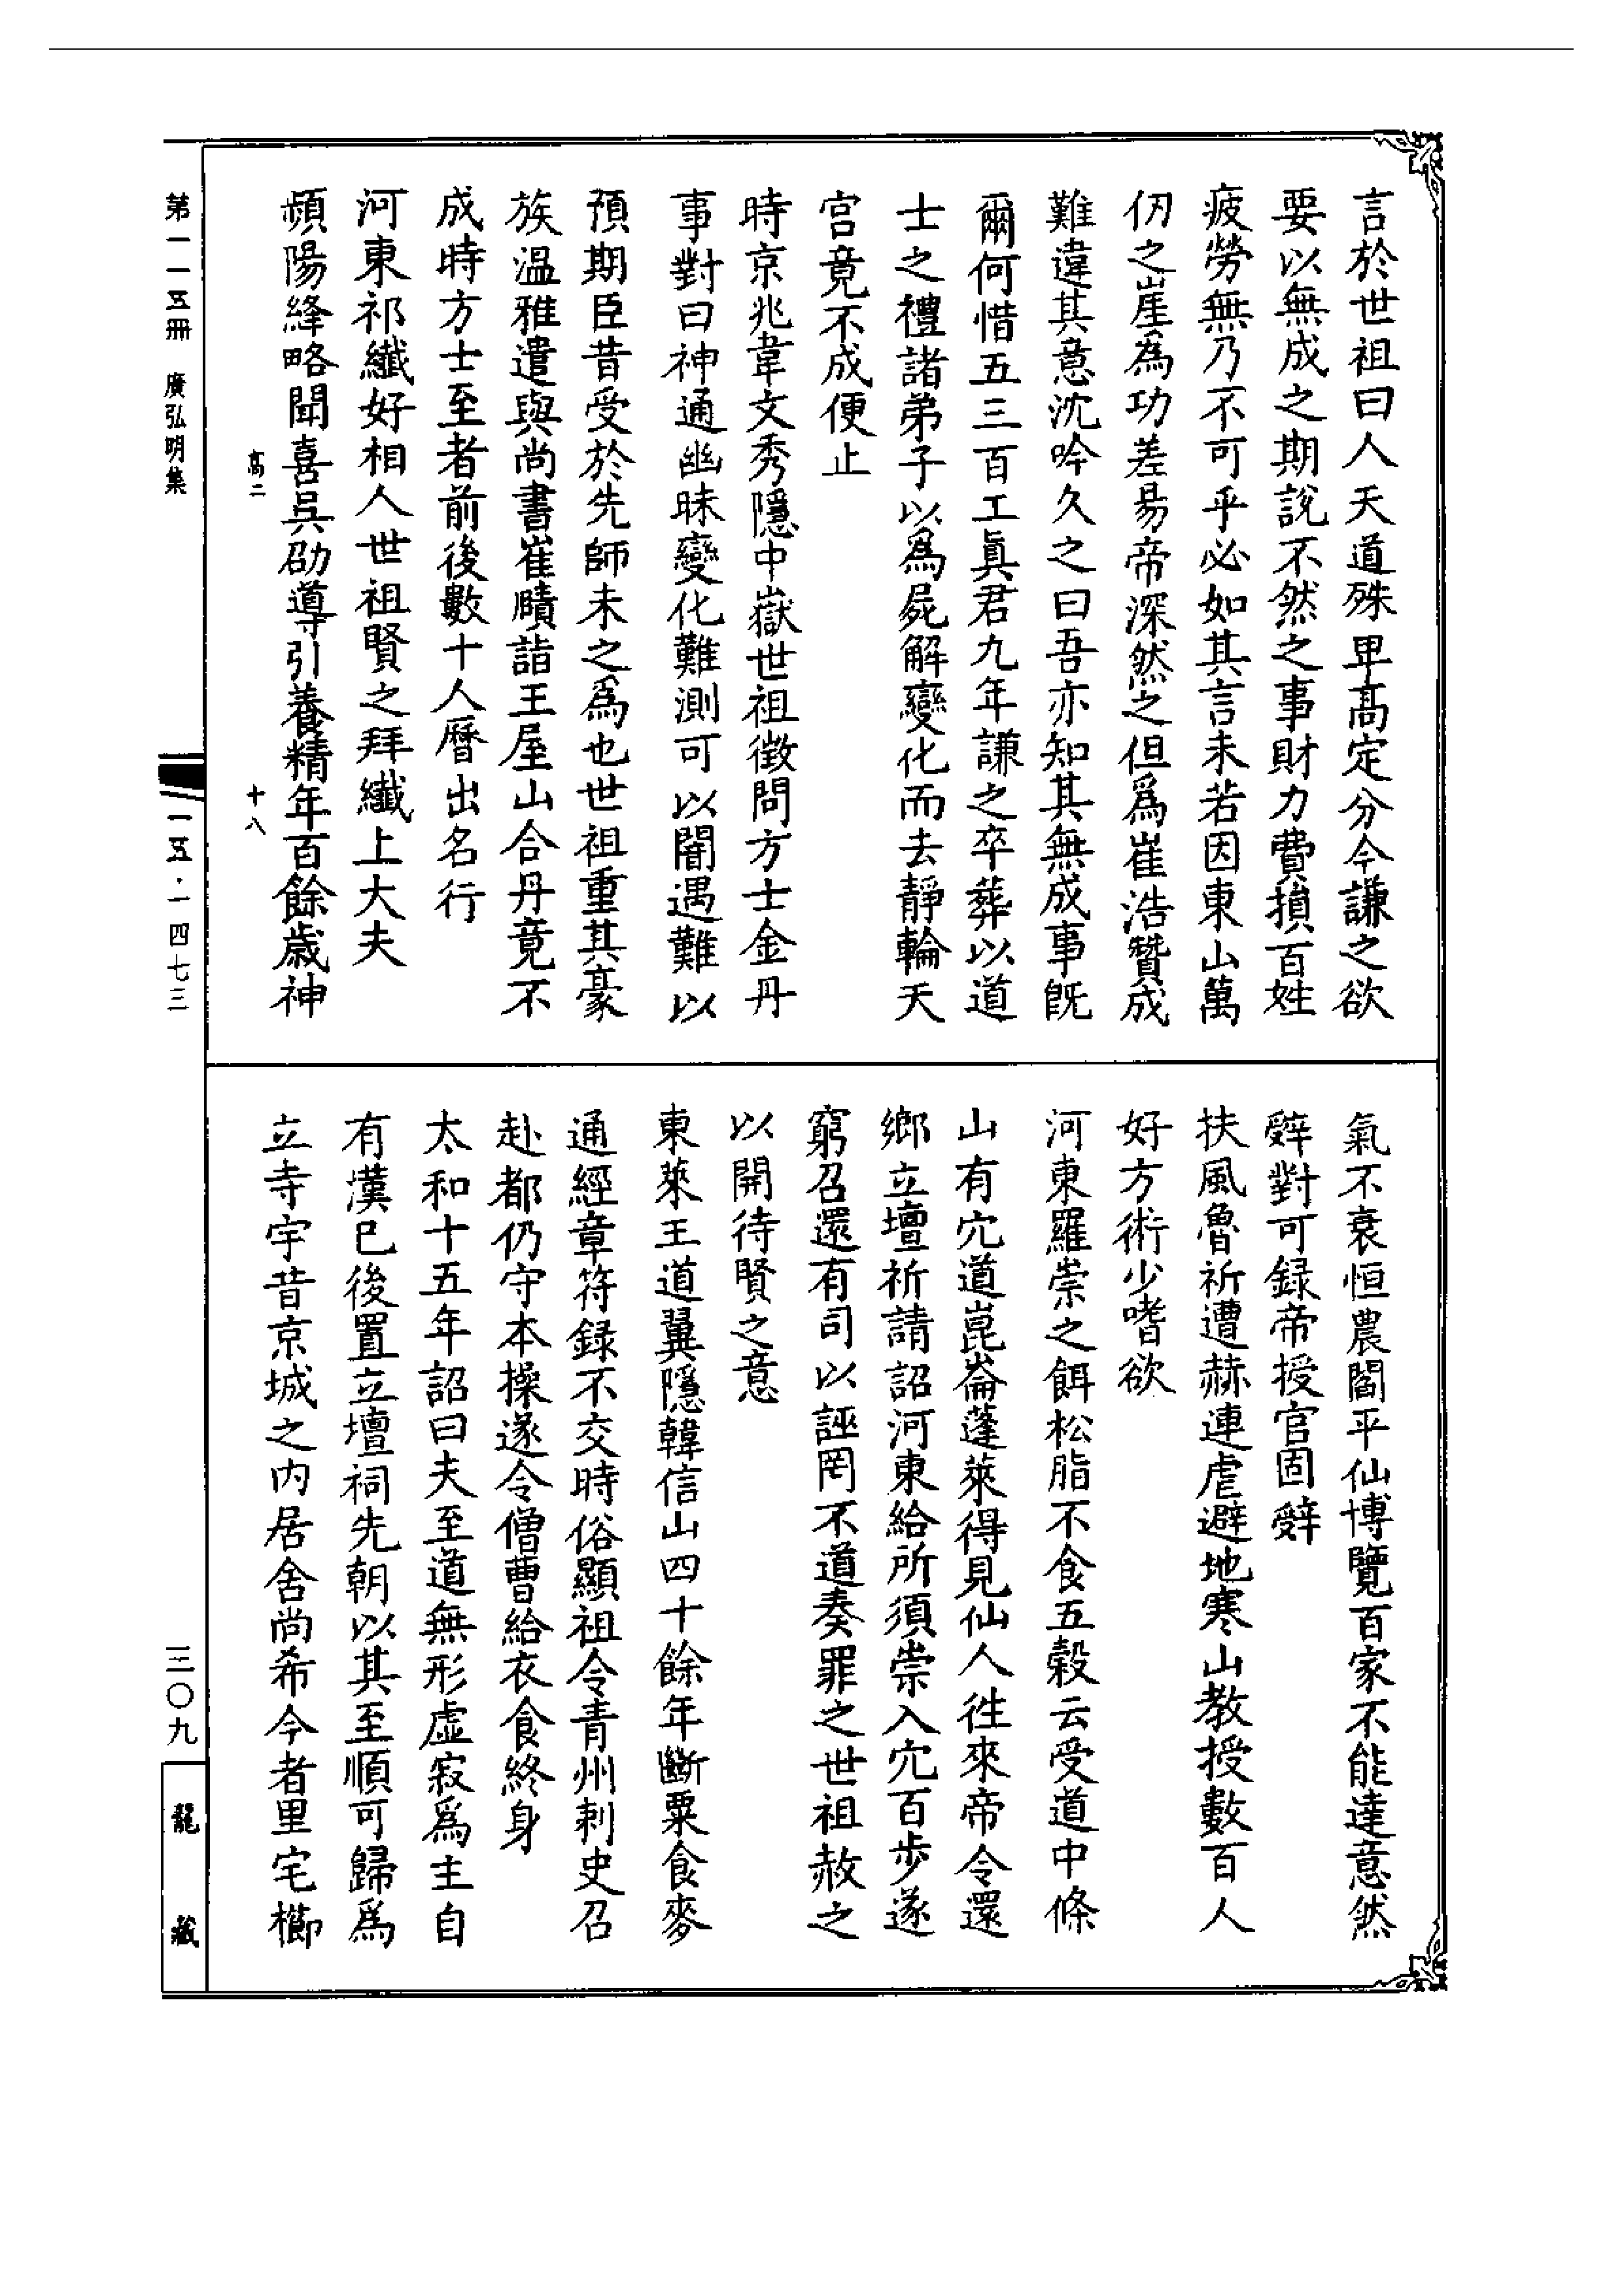 言於世祖曰人天道殊卑高定分今謙之欲
要以無成之期說不然之事財力費損百姓
疲勞無乃不可乎必如其言未若因東山萬
仞之崖為功差易帝深然之但爲崔浩贊成
難違其意沈吟久之曰吾亦知其無成事既
爾何惜五三百工真君九年謙之卒葬以道
士之禮諸弟子以爲屍解變化而去靜輪天
宮竟不成便止
時京兆韋文秀隱中嶽世祖徵問方士金丹
事對曰神通幽昧變化難測可以闇遇難以
預期臣昔受於先師未之爲也世祖重其豪
族溫雅遣與尚書崔賾詣王屋山合丹竟不
成時方士至者前後數十人曆出名行
河東祁纖好相人世祖賢之拜纖上大夫
頻陽絳略聞喜吳劭導引養精年百餘歲神
高二
十八
氣不衰恒農閻平仙博覽百家不能達意然
辤對可録帝授官固辤
扶風魯祈遭赫連虐避地寒山教授數百人
好方術少嗜欲
河東羅崇之餌松脂不食五穀云受道中條
山有穴道崑崙蓬萊得見仙人往來帝令還
鄉立壇祈請詔河東給所須崇入穴百步遂
窮召還有司以誣罔不道奏罪之世祖赦之
以開待賢之意
東萊王道翼隱韓信山四十餘年斷粟食麥
通經章符録不交時俗顯祖令青州刺史召
赴都仍守本操遂令僧曹給衣食終身
太和十五年詔曰夫至道無形虛寂爲主自
有漢已後置立壇祠先朝以其至順可歸爲
立寺宇昔京城之内居舍尚希今者里宅櫛
第一一五冊 廣弘明集
一一五·一四七三
三〇九
龍藏